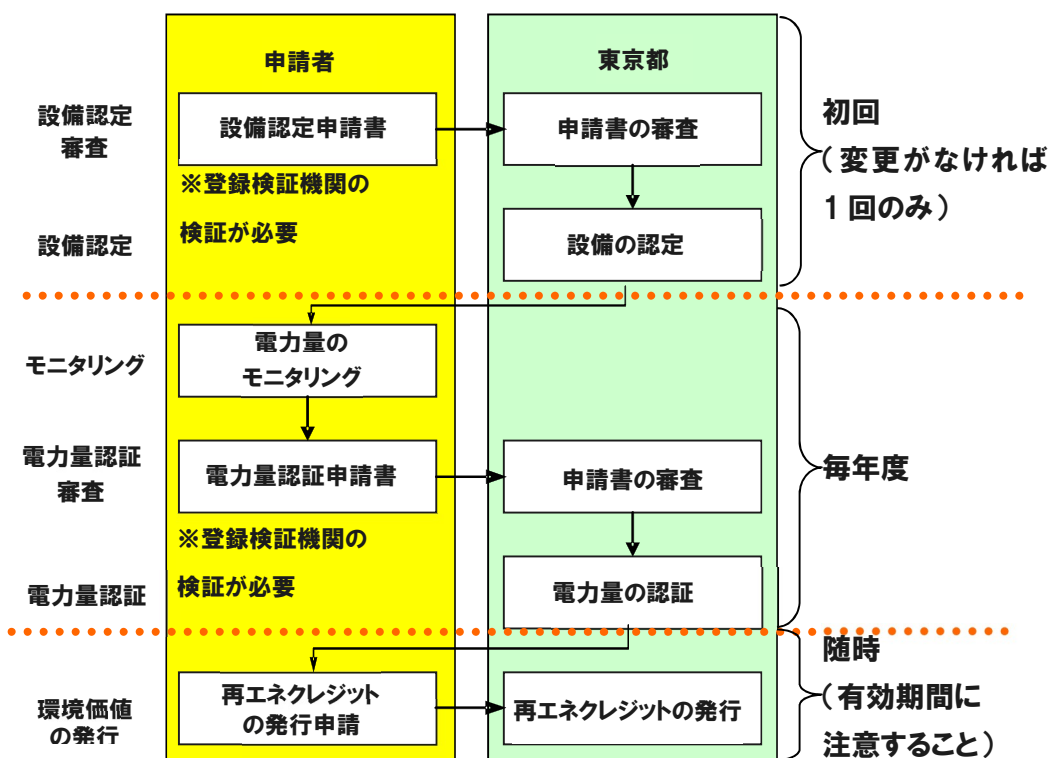 申請者
東京都
設備認定
審査
設備認定申請書
申請書の審査
初回
（変更がなければ
1回のみ）
※登録検証機関の
検証が必要
設備認定
設備の認定
モニタリング
電力量の
モニタリング
電力量認証
審査
電力量認証申請書
申請書の審査
毎年度
※登録検証機関の
検証が必要
電力量認証
電力量の認証
随時
（有効期間に
注意すること）
環境価値
の発行
再エネクレジット
の発行申請
再エネクレジットの発行